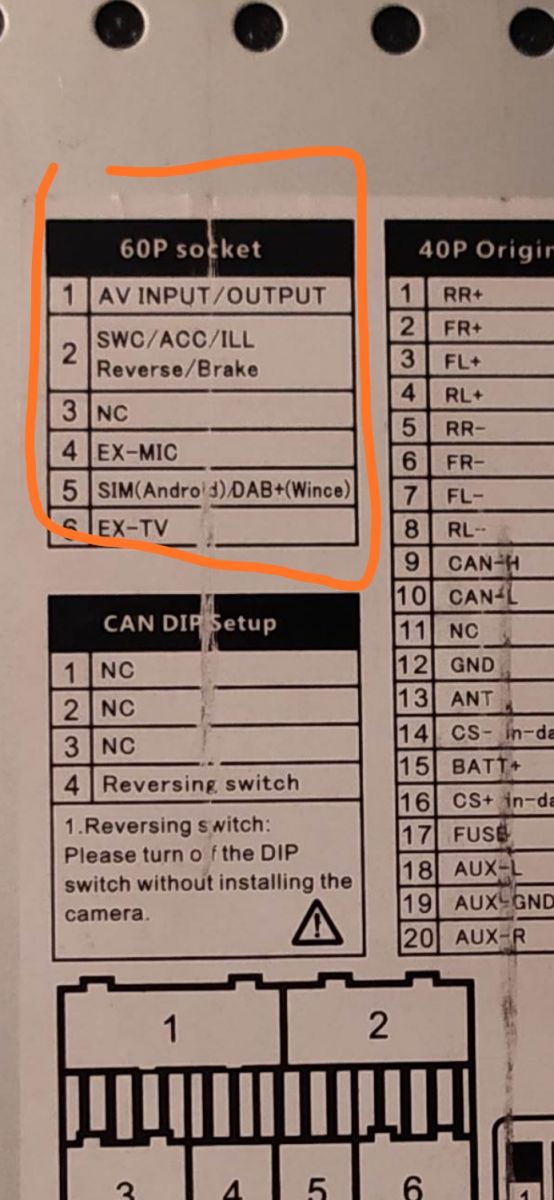 60P socket
1 AV INPUT/OUTPUT
2 SWC/ACC/ILL
Reverse/Brake
3 NC
4 EX-MIC
5 SIM(Android)/DAB+(Wince)
6 EX-TV
CAN DIP Setup
1 NC
2 NC
3 NC
4 Reversing switch
1.Reversing switch:
Please turn off the DIP
switch without installing the
camera.
40P
1 RR+
2 FR+
3 FL+
4 RL+
5 RR-
6 FR-
7 FL-
8 RL-
9 CAN-H
10 CAN-L
11 NC
12 GND
13 ANT
14 CS-
15 BATT+
16 CS+
17 FUSE
18 AUX-L
19 AUX-GND
20 AUX-R
1 2
3 4 5 6
1